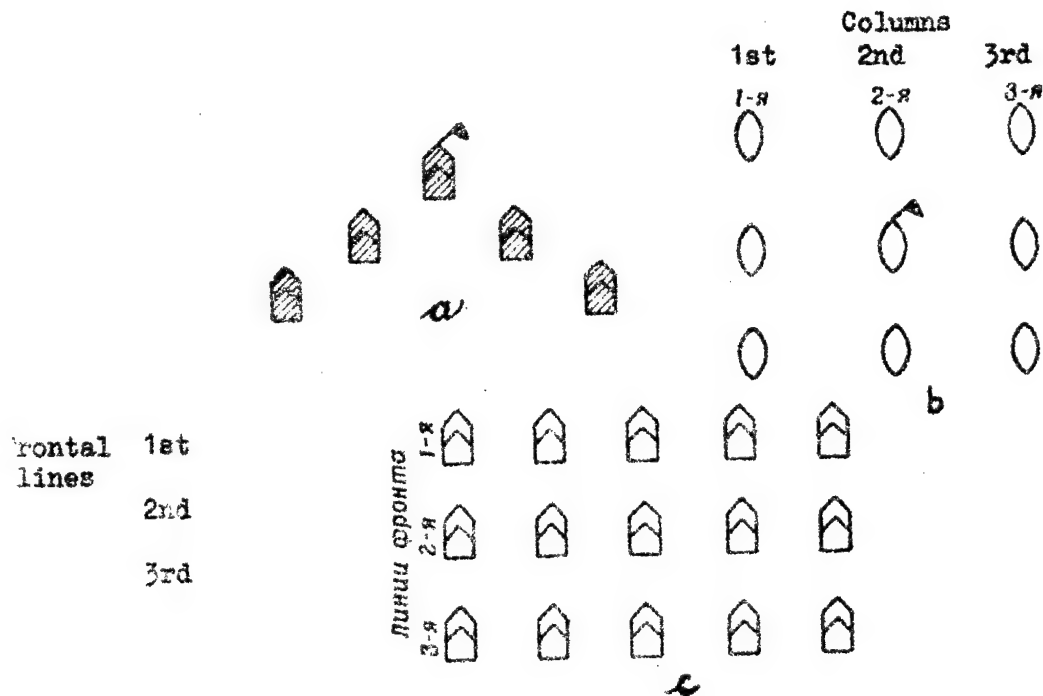 Columns
1st 2nd 3rd
1-я 2-я 3-я
a
b
rontal 1st
lines
2nd
3rd
Линии фронта
1-я
2-я
3-я
c